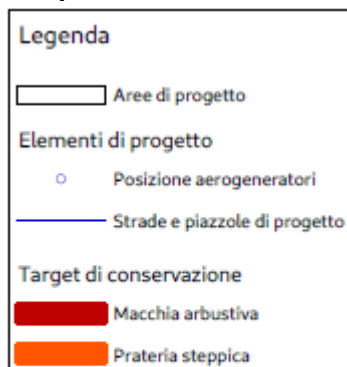 Legenda
Aree di progetto
Elementi di progetto
Posizione aerogeneratori
Strade e piazzole di progetto
Target di conservazione
Macchia arbustiva
Prateria steppica